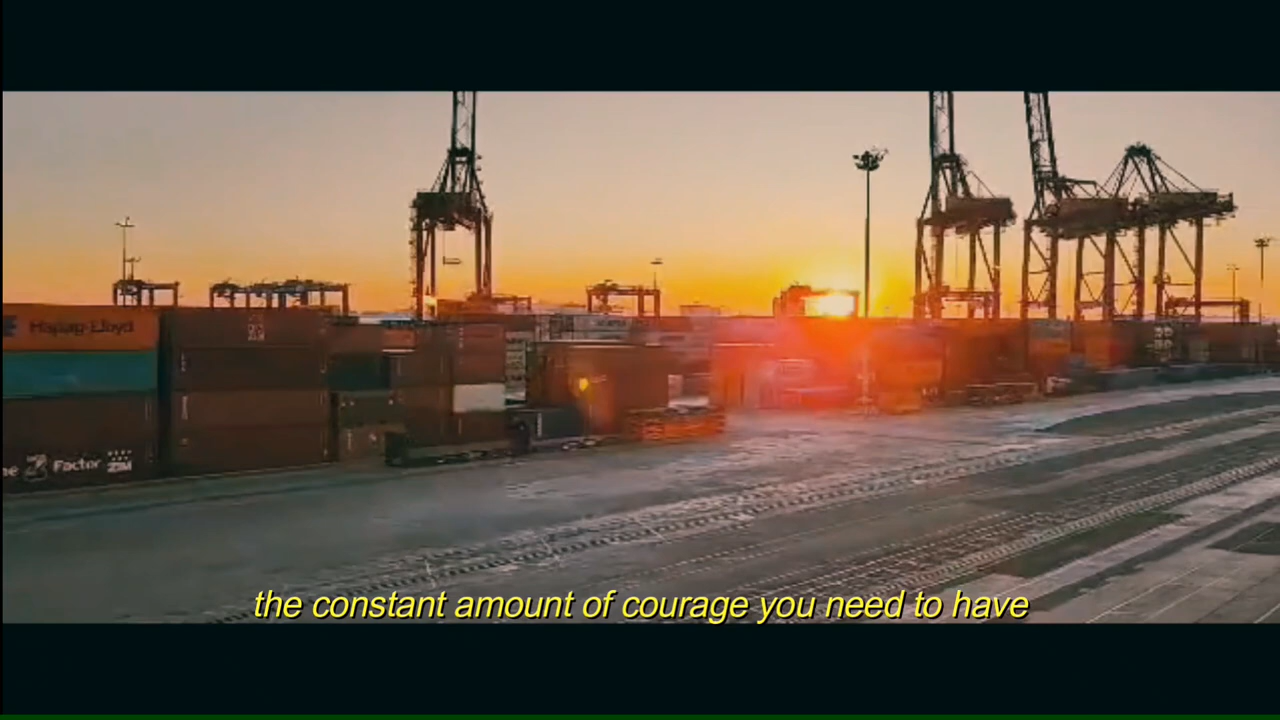 Hapag-Lloyd
Factor ZIM
the constant amount of courage you need to have